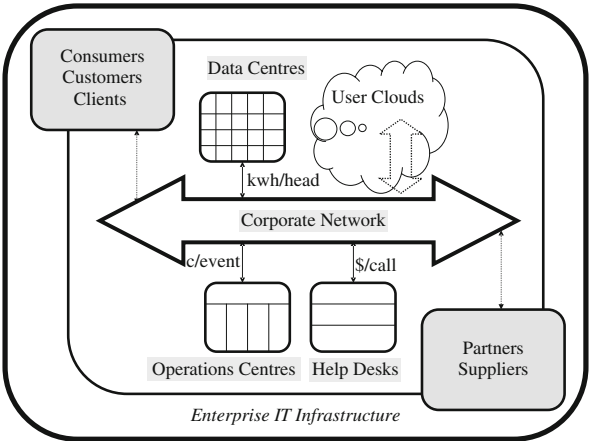 Consumers
Customers
Clients
Data Centres
User Clouds
kwh/head
Corporate Network
c/event
$/call
Operations Centres
Help Desks
Partners
Suppliers
Enterprise IT Infrastructure